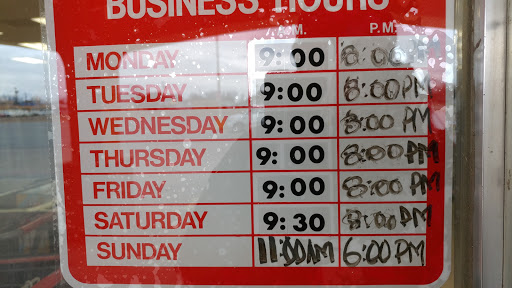 BUSINESS HOURS
A.M. P.M.
MONDAY 9:00 8:00 PM
TUESDAY 9:00 8:00PM
WEDNESDAY 9:00 8:00 PM
THURSDAY 9:00 8:00PM
FRIDAY 9:00 8:00 PM
SATURDAY 9:30 8:00 PM
SUNDAY 11:00AM 6:00PM